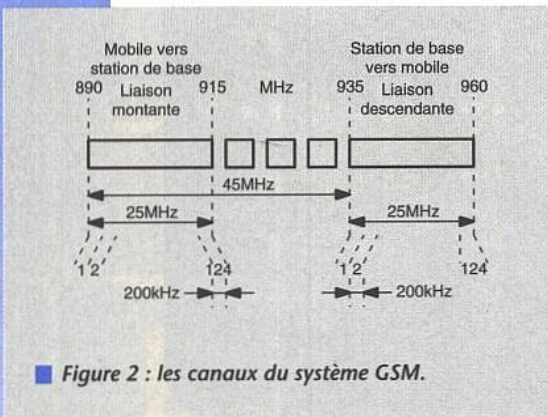 Mobile vers
station de base
Station de base
vers mobile
890 Liaison 915 MHz 935 Liaison 960
montante
descendante
45MHz
25MHz
25MHz
1 2
124
1 2
124
200kHz
200kHz
Figure 2 : les canaux du système GSM.